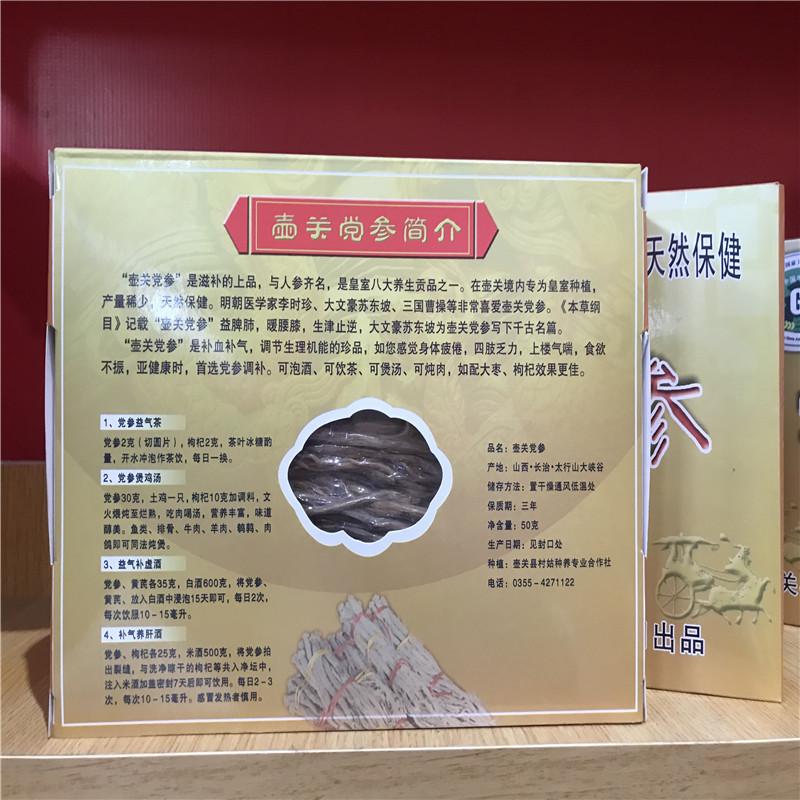 壶关党参简介
“壶关党参”是滋补的上品，与人参齐名，是皇室八大养生贡品之一。在壶关境内专为皇室种植，
产量稀少，天然保健。明朝医学家李时珍、大文豪苏东坡、三国曹操等非常喜爱壶关党参。《本草纲
目》记载“壶关党参”益脾肺，暖腰膝，生津止逆，大文豪苏东坡为壶关党参写下千古名篇。
“壶关党参”是补血补气，调节生理机能的珍品，如您感觉身体疲倦，四肢乏力，上楼气喘，食欲
不振，亚健康时，首选党参调补。可泡酒、可饮茶、可煲汤、可炖肉，如配大枣、枸杞效果更佳。
1、党参益气茶
党参2克（切圆片），枸杞2克，茶叶冰糖酌
量，开水冲泡作茶饮，每日一换。
2、党参煲鸡汤
党参30克，土鸡一只，枸杞10克加调料，文
火煨炖至烂熟，吃肉喝汤，营养丰富，味道
醇美。鱼类、排骨、牛肉、羊肉、鹌鹑、肉
鸽即可同法炖煲。
3、益气补虚酒
党参、黄芪各35克，白酒600克，将党参、
黄芪、放入白酒中浸泡15天即可，每日2次，
每次饮服10-15毫升。
4、补气养肝酒
党参、枸杞各25克，米酒500克，将党参拍
出裂缝，与洗净晾干的枸杞等共入净坛中，
注入米酒加盖密封7天后即可饮用。每日2-3
次，每次10-15毫升。感冒发热者慎用。
品名：壶关党参
产地：山西·长治·太行山大峡谷
储存方法：置干燥通风低温处
保质期：三年
净含量：50克
生产日期：见封口处
种植：壶关县村姑种养专业合作社
电话：0355-4271122
天然保健
参
出品